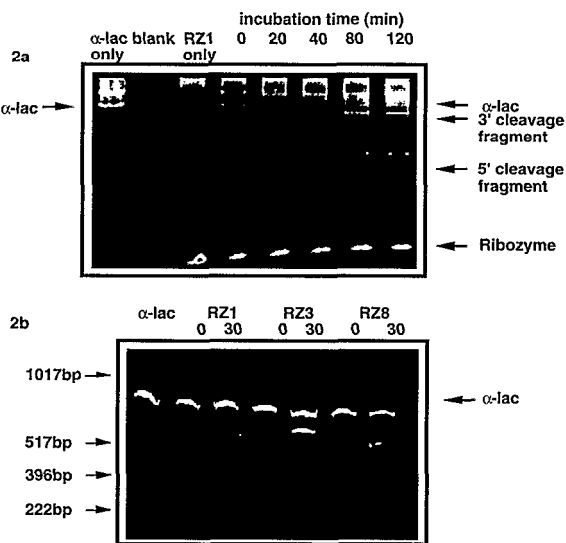 incubation time (min)
α-lac blank RZ1 0 20 40 80 120
only only
2a
α-lac
α-lac
3' cleavage
fragment
5' cleavage
fragment
Ribozyme
2b
α-lac RZ1 RZ3 RZ8
0 30 0 30 0 30
1017bp
α-lac
517bp
396bp
222bp